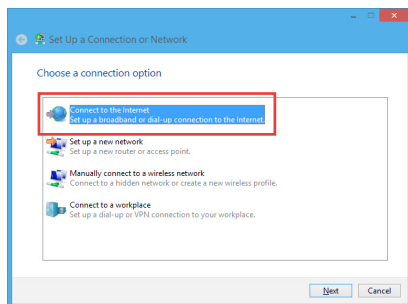 Set Up a Connection or Network
Choose a connection option
Connect to the Internet
Set up a broadband or dial-up connection to the Internet.
Set up a new network
Set up a new router or access point.
Manually connect to a wireless network
Connect to a hidden network or create a new wireless profile.
Connect to a workplace
Set up a dial-up or VPN connection to your workplace.
Next Cancel